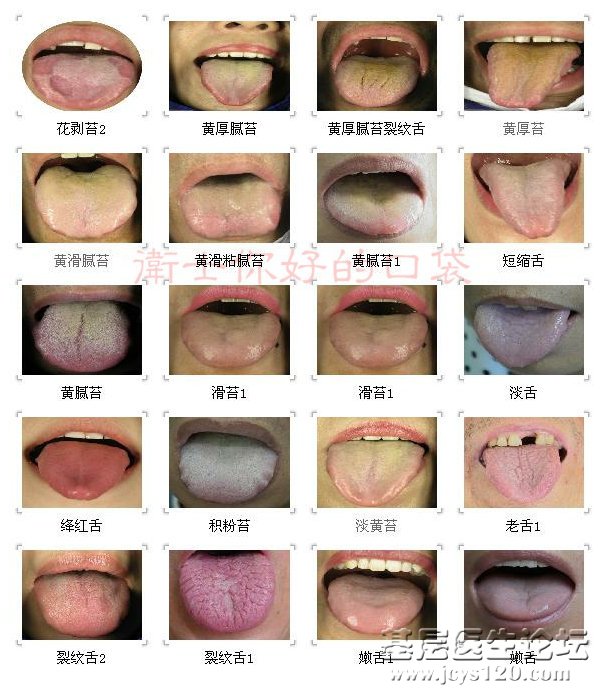 花剥苔2
黄厚腻苔
黄厚腻苔裂纹舌
黄厚苔
黄滑腻苔
黄滑粘腻苔
黄腻苔1
短缩舌
衛士你好的口袋
黄腻苔
滑苔1
滑苔1
淡舌
绛红舌
积粉苔
淡黄苔
老舌1
裂纹舌2
裂纹舌1
嫩舌1
嫩舌
基层医生论坛
www.jcys120.com